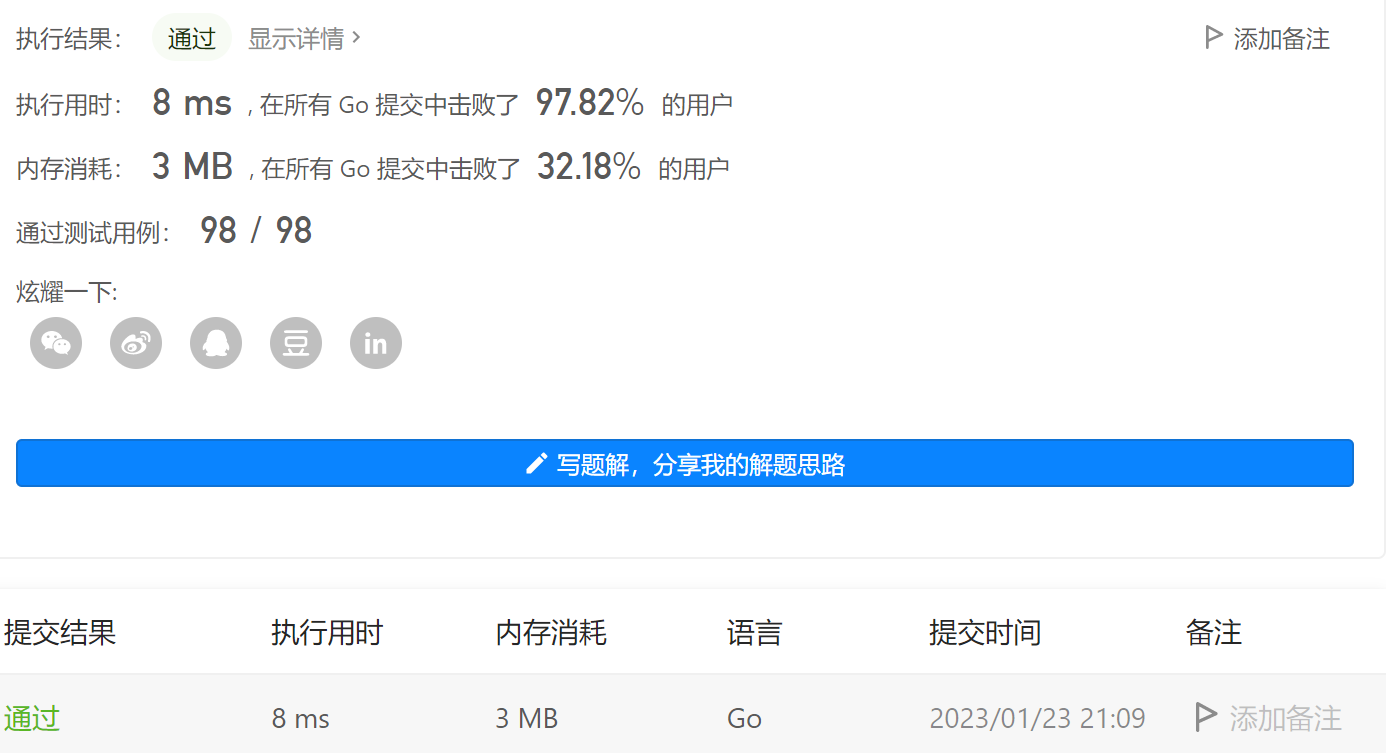 执行结果： 通过 显示详情 > 添加备注
执行用时： 8 ms , 在所有 Go 提交中击败了 97.82% 的用户
内存消耗： 3 MB , 在所有 Go 提交中击败了 32.18% 的用户
通过测试用例： 98 / 98
炫耀一下:
豆 in
写题解，分享我的解题思路
提交结果 执行用时 内存消耗 语言 提交时间 备注
通过 8 ms 3 MB Go 2023/01/23 21:09 添加备注